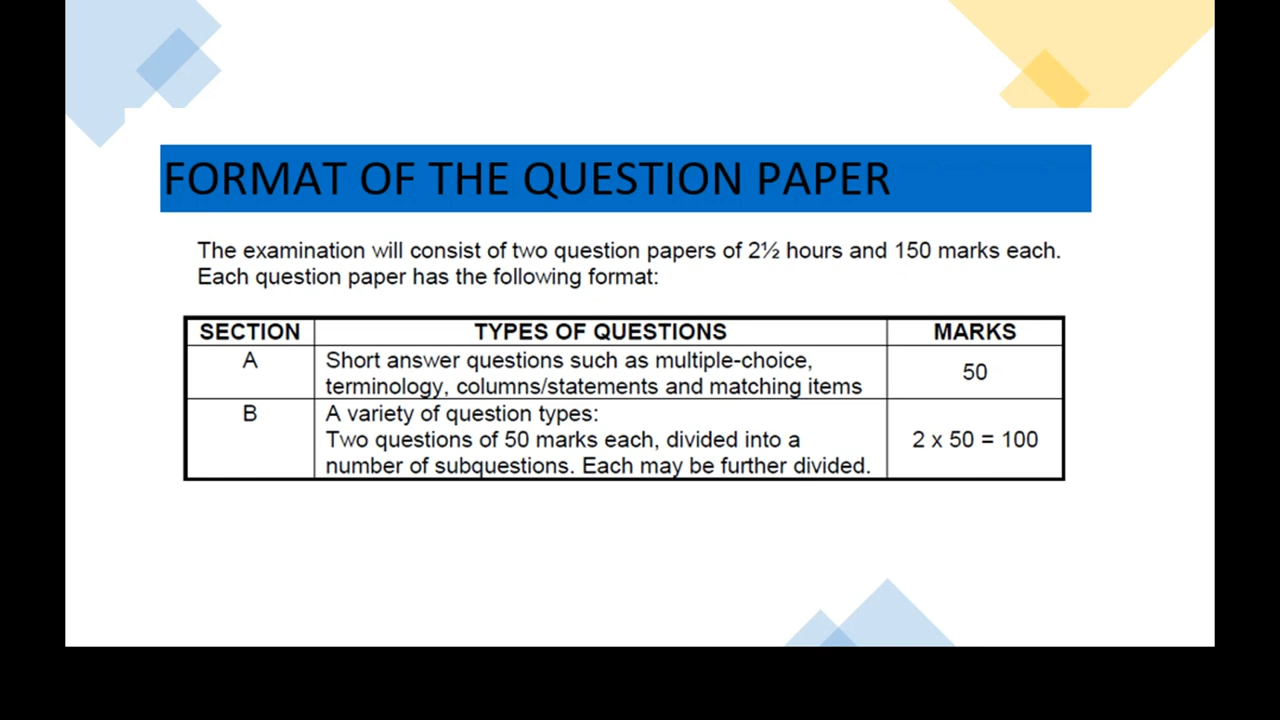 FORMAT OF THE QUESTION PAPER
The examination will consist of two question papers of 2½ hours and 150 marks each.
Each question paper has the following format:
SECTION TYPES OF QUESTIONS MARKS
A Short answer questions such as multiple-choice,
terminology, columns/statements and matching items 50
B A variety of question types:
Two questions of 50 marks each, divided into a
number of subquestions. Each may be further divided. 2 x 50 = 100